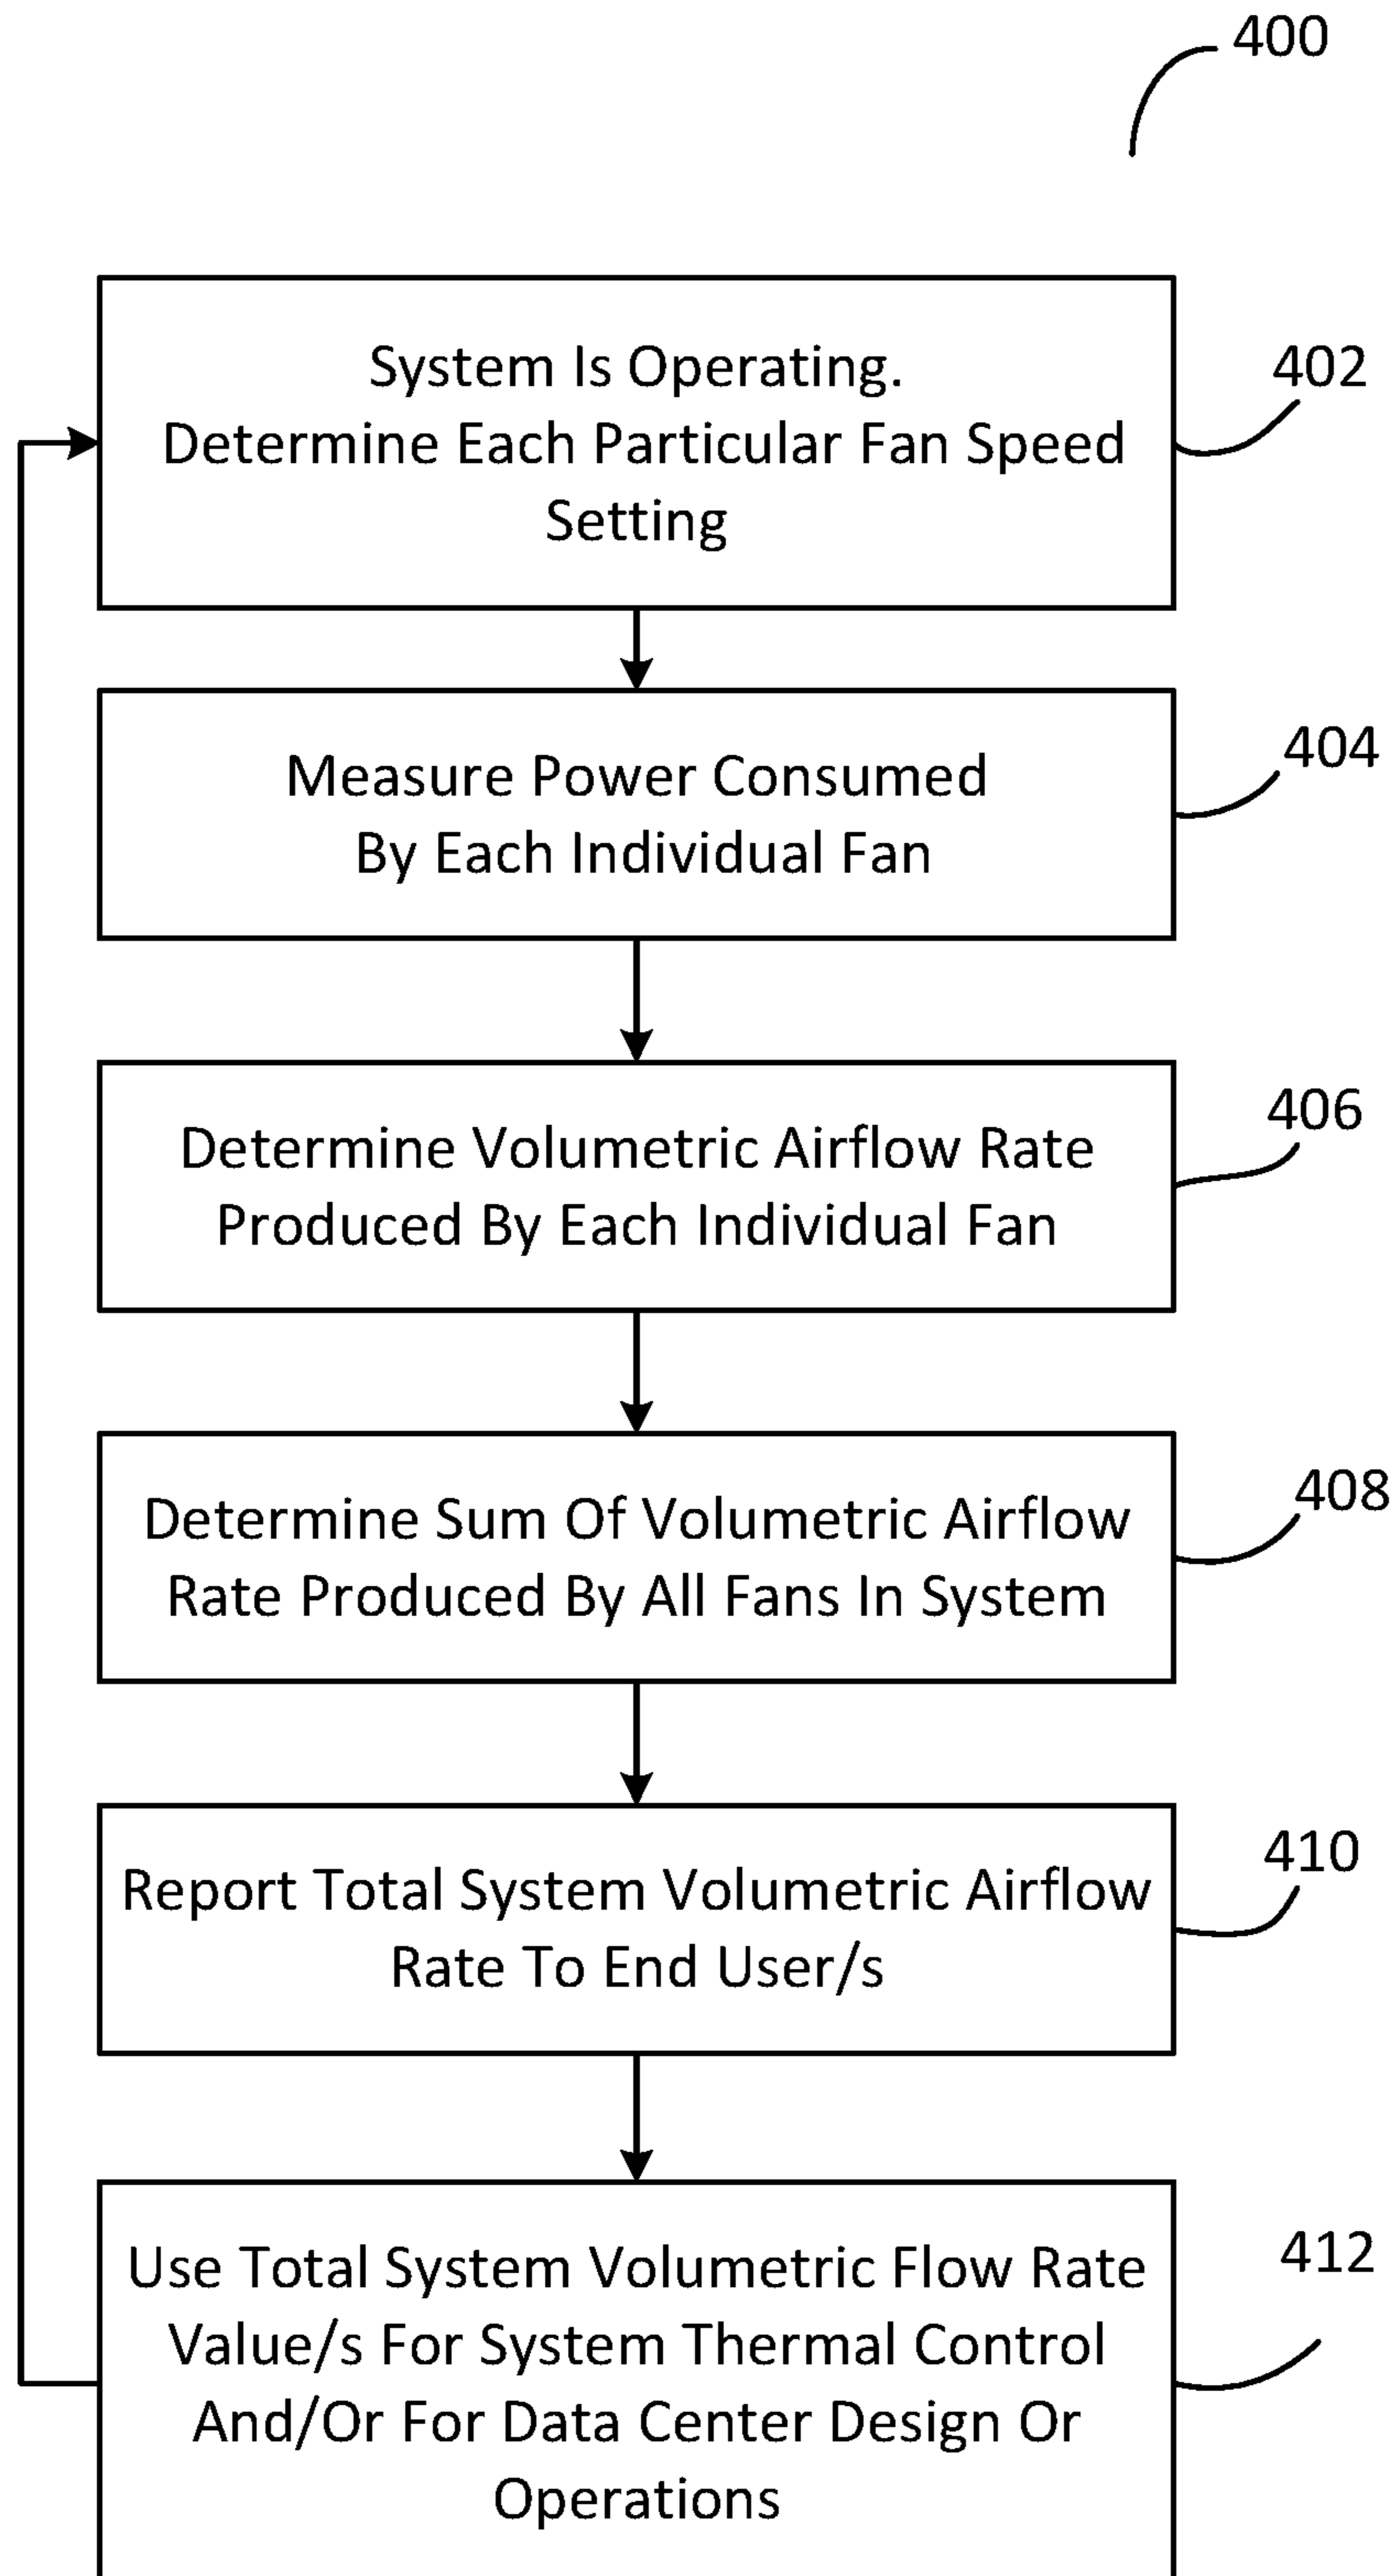 400
System Is Operating.
Determine Each Particular Fan Speed
Setting
402
Measure Power Consumed
By Each Individual Fan
404
Determine Volumetric Airflow Rate
Produced By Each Individual Fan
406
Determine Sum Of Volumetric Airflow
Rate Produced By All Fans In System
408
Report Total System Volumetric Airflow
Rate To End User/s
410
Use Total System Volumetric Flow Rate
Value/s For System Thermal Control
And/Or For Data Center Design Or
Operations
412